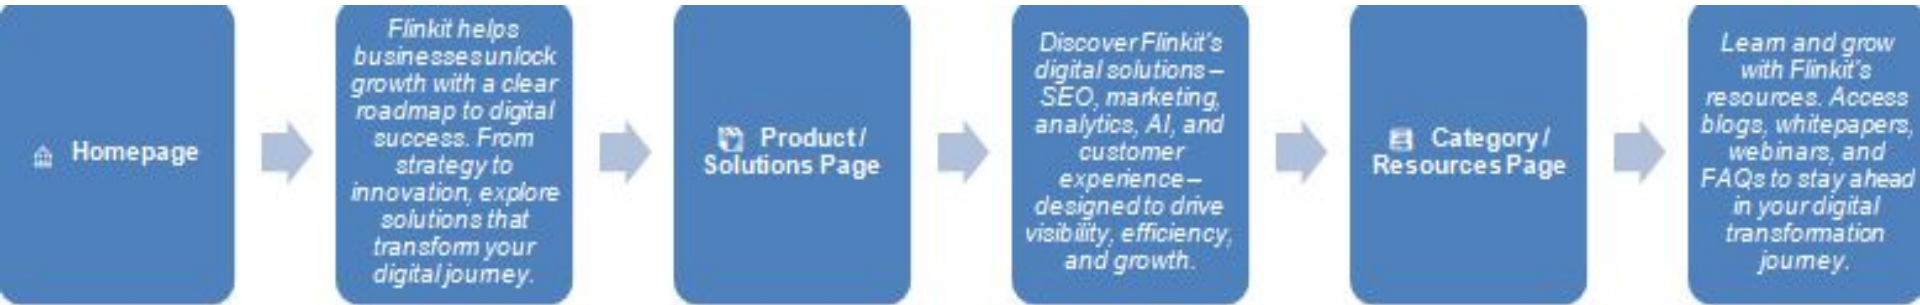 Homepage
Flinkit helps
businesses unlock
growth with a clear
roadmap to digital
success. From
strategy to
innovation, explore
solutions that
transform your
digital journey.
Product /
Solutions Page
Discover Flinkit's
digital solutions –
SEO, marketing,
analytics, AI, and
customer
experience –
designed to drive
visibility, efficiency,
and growth.
Category /
Resources Page
Learn and grow
with Flinkit's
resources. Access
blogs, whitepapers,
webinars, and
FAQs to stay ahead
in your digital
transformation
journey.